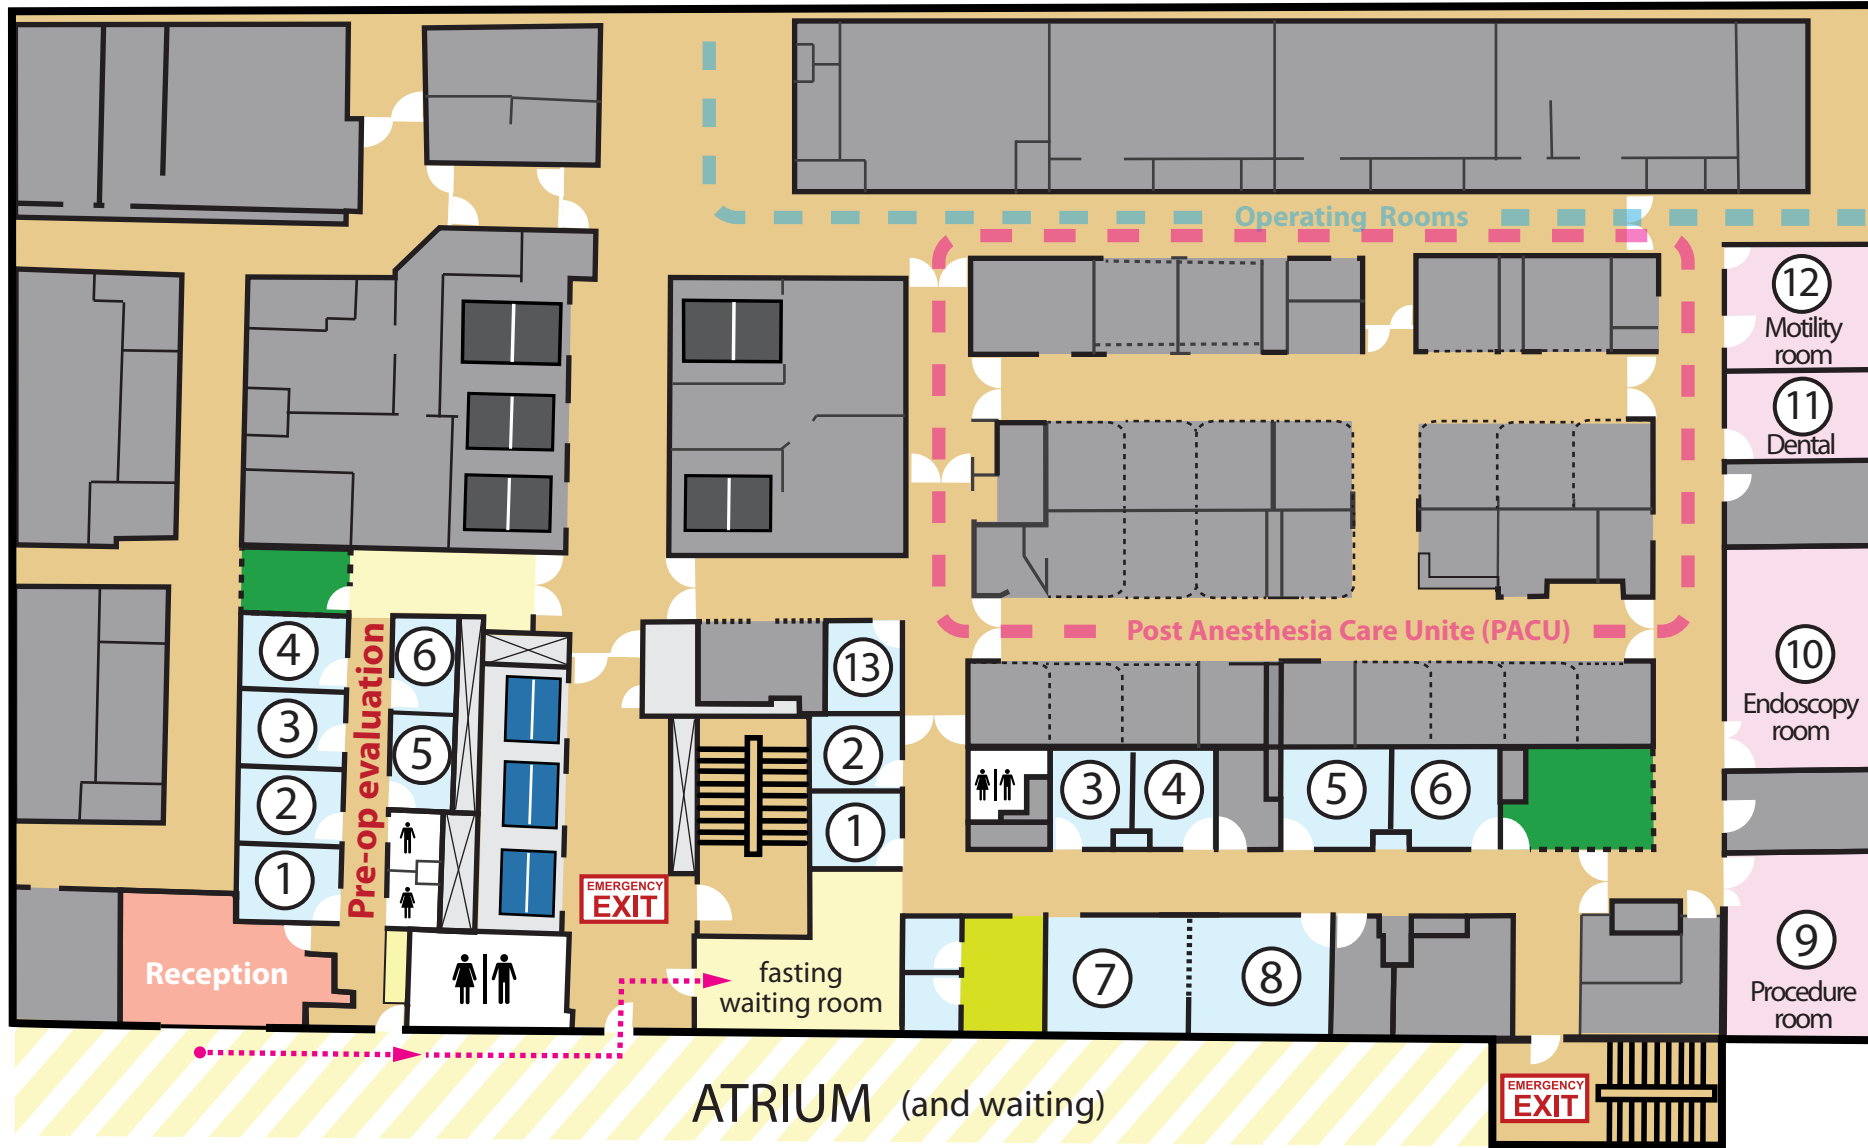 Operating Rooms
12
Motility
room
11
Dental
Post Anesthesia Care Unite (PACU)
10
Endoscopy
room
9
Procedure
room
Pre-op evaluation
4
3
2
1
6
5
13
2
1
3
4
5
6
7
8
EMERGENCY
EXIT
Reception
fasting
waiting room
ATRIUM (and waiting)
EMERGENCY
EXIT